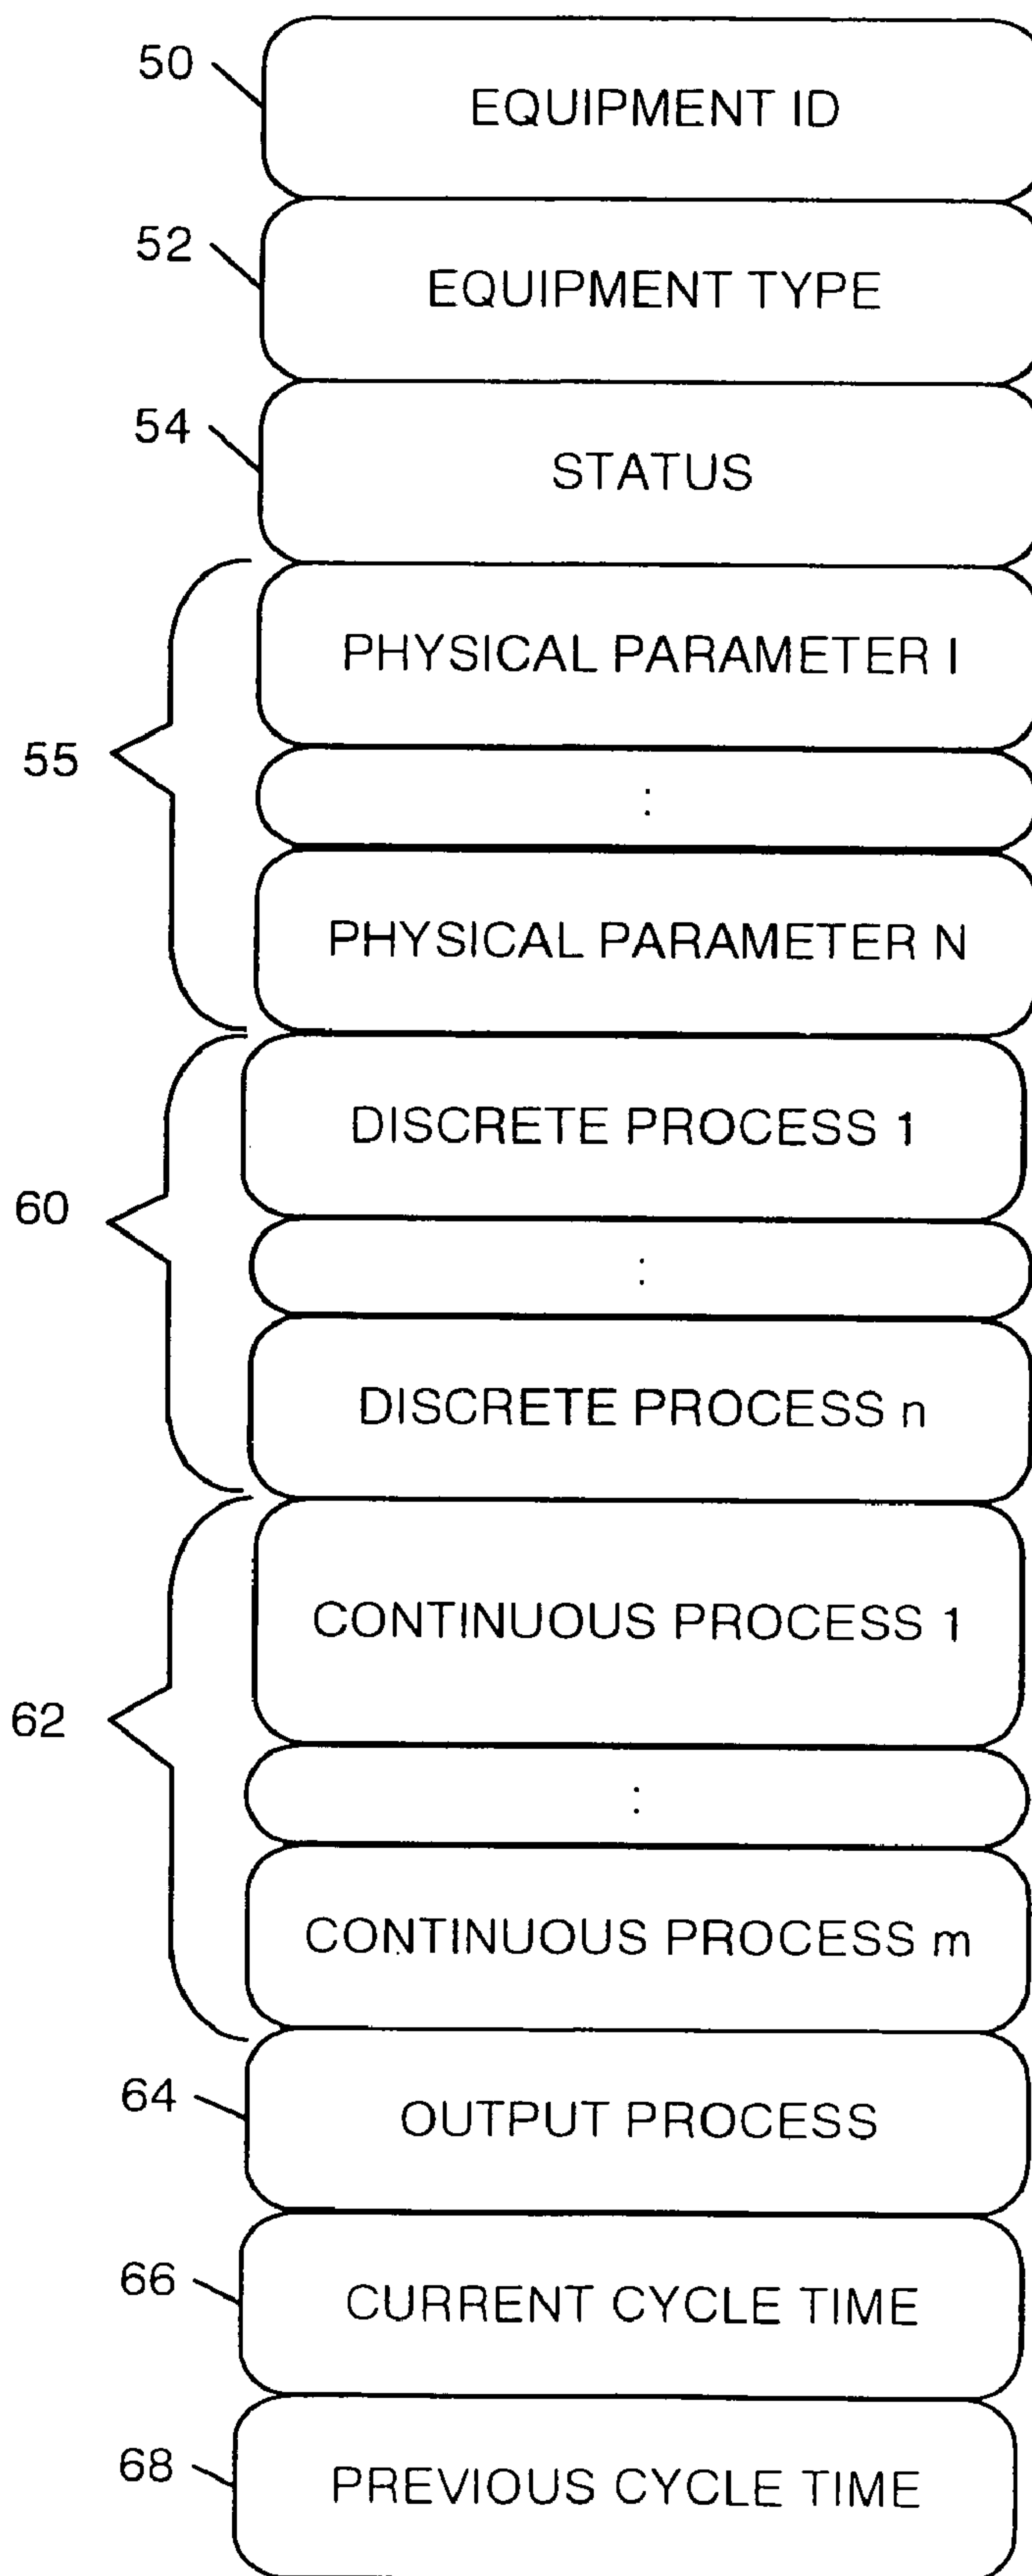 50
EQUIPMENT ID
52
EQUIPMENT TYPE
54
STATUS
55
PHYSICAL PARAMETER I
:
PHYSICAL PARAMETER N
60
DISCRETE PROCESS 1
:
DISCRETE PROCESS n
62
CONTINUOUS PROCESS 1
:
CONTINUOUS PROCESS m
64
OUTPUT PROCESS
66
CURRENT CYCLE TIME
68
PREVIOUS CYCLE TIME